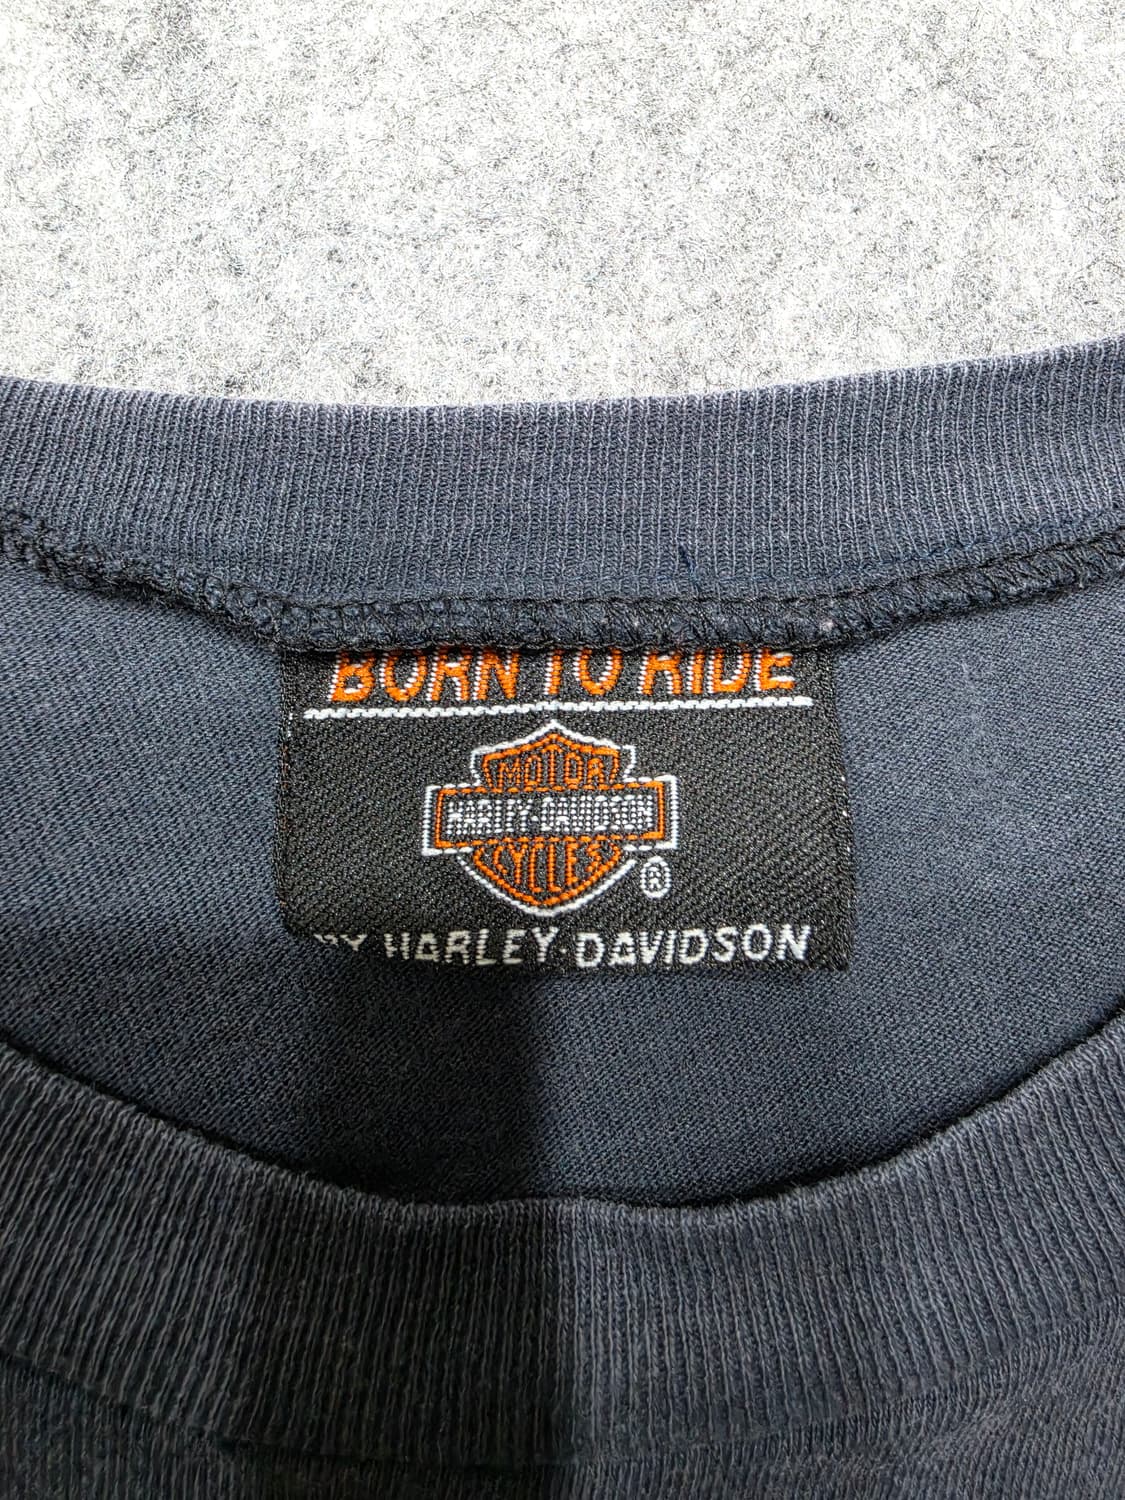 BORN TO RIDE
MOTOR
HARLEY-DAVIDSON
CYCLES
®
BY HARLEY-DAVIDSON